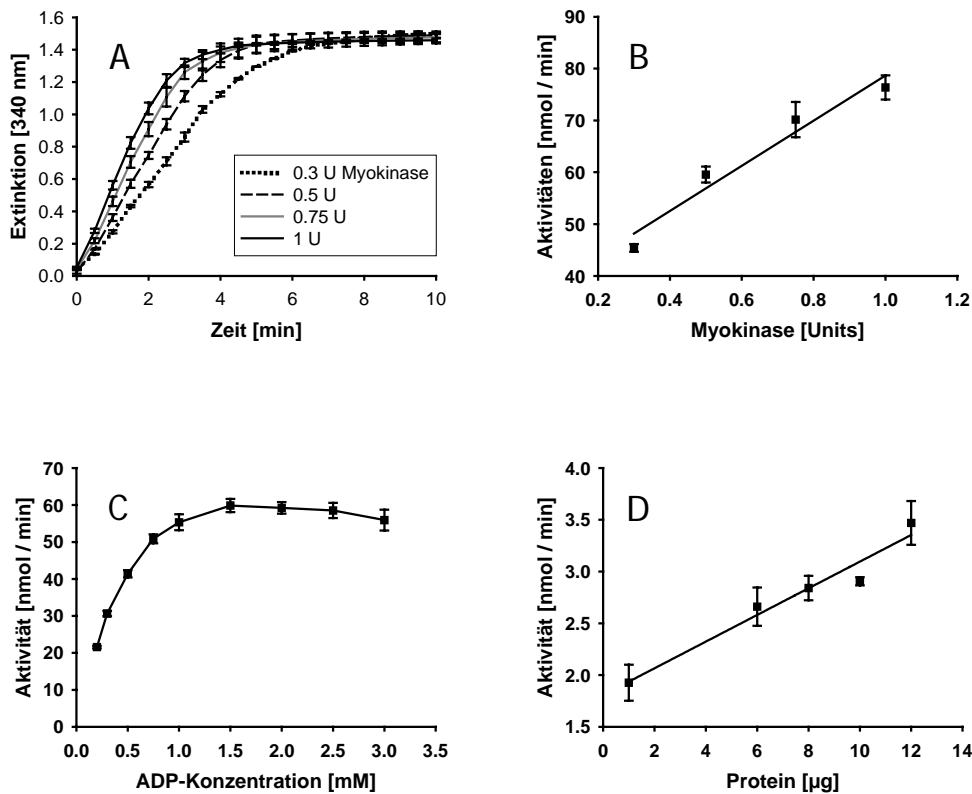 A
Extinktion [340 nm]
1.6
1.4
1.2
1.0
0.8
0.6
0.4
0.2
0.0
0.3 U Myokinase
0.5 U
0.75 U
1 U
0 2 4 6 8 10
Zeit [min]
B
Aktivitäten [nmol / min]
90
80
70
60
50
40
0.2 0.4 0.6 0.8 1.0 1.2
Myokinase [Units]
C
Aktivität [nmol / min]
70
60
50
40
30
20
10
0
0.0 0.5 1.0 1.5 2.0 2.5 3.0 3.5
ADP-Konzentration [mM]
D
Aktivität [nmol / min]
4.0
3.5
3.0
2.5
2.0
1.5
0 2 4 6 8 10 12 14
Protein [µg]